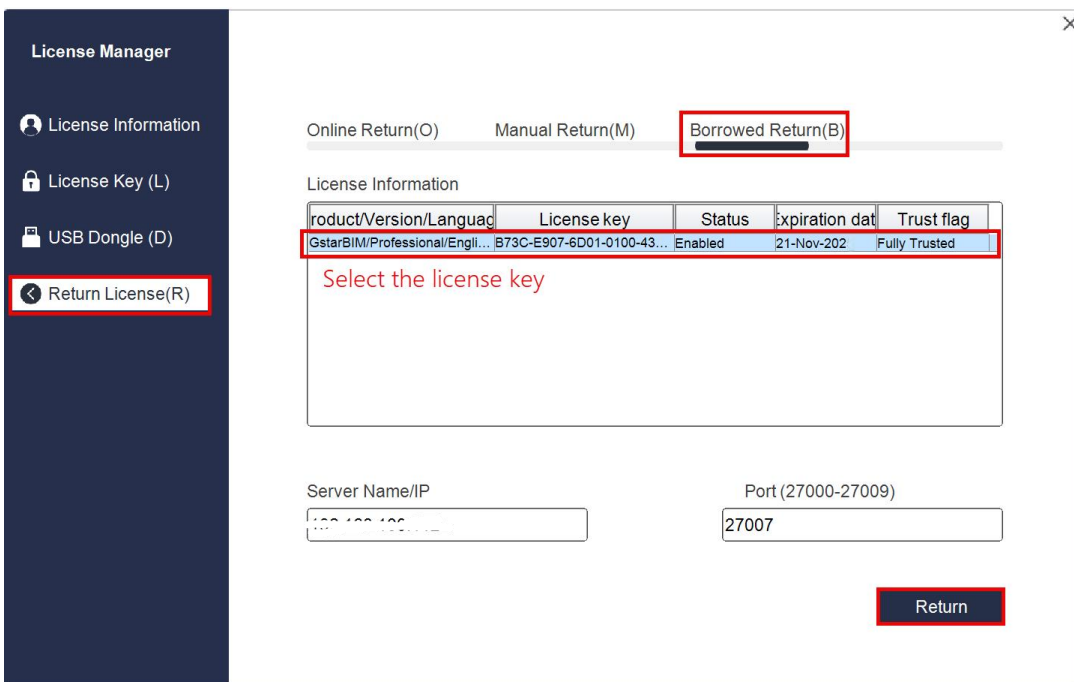 License Manager
License Information
License Key (L)
USB Dongle (D)
Return License(R)
Online Return(O) Manual Return(M) Borrowed Return(B)
License Information
roduct/Version/Languag License key Status xpiration dat Trust flag
GstarBIM/Professional/Engli... B73C-E907-6D01-0100-43... Enabled 21-Nov-202 Fully Trusted
Select the license key
Server Name/IP Port (27000-27009)
27007
Return